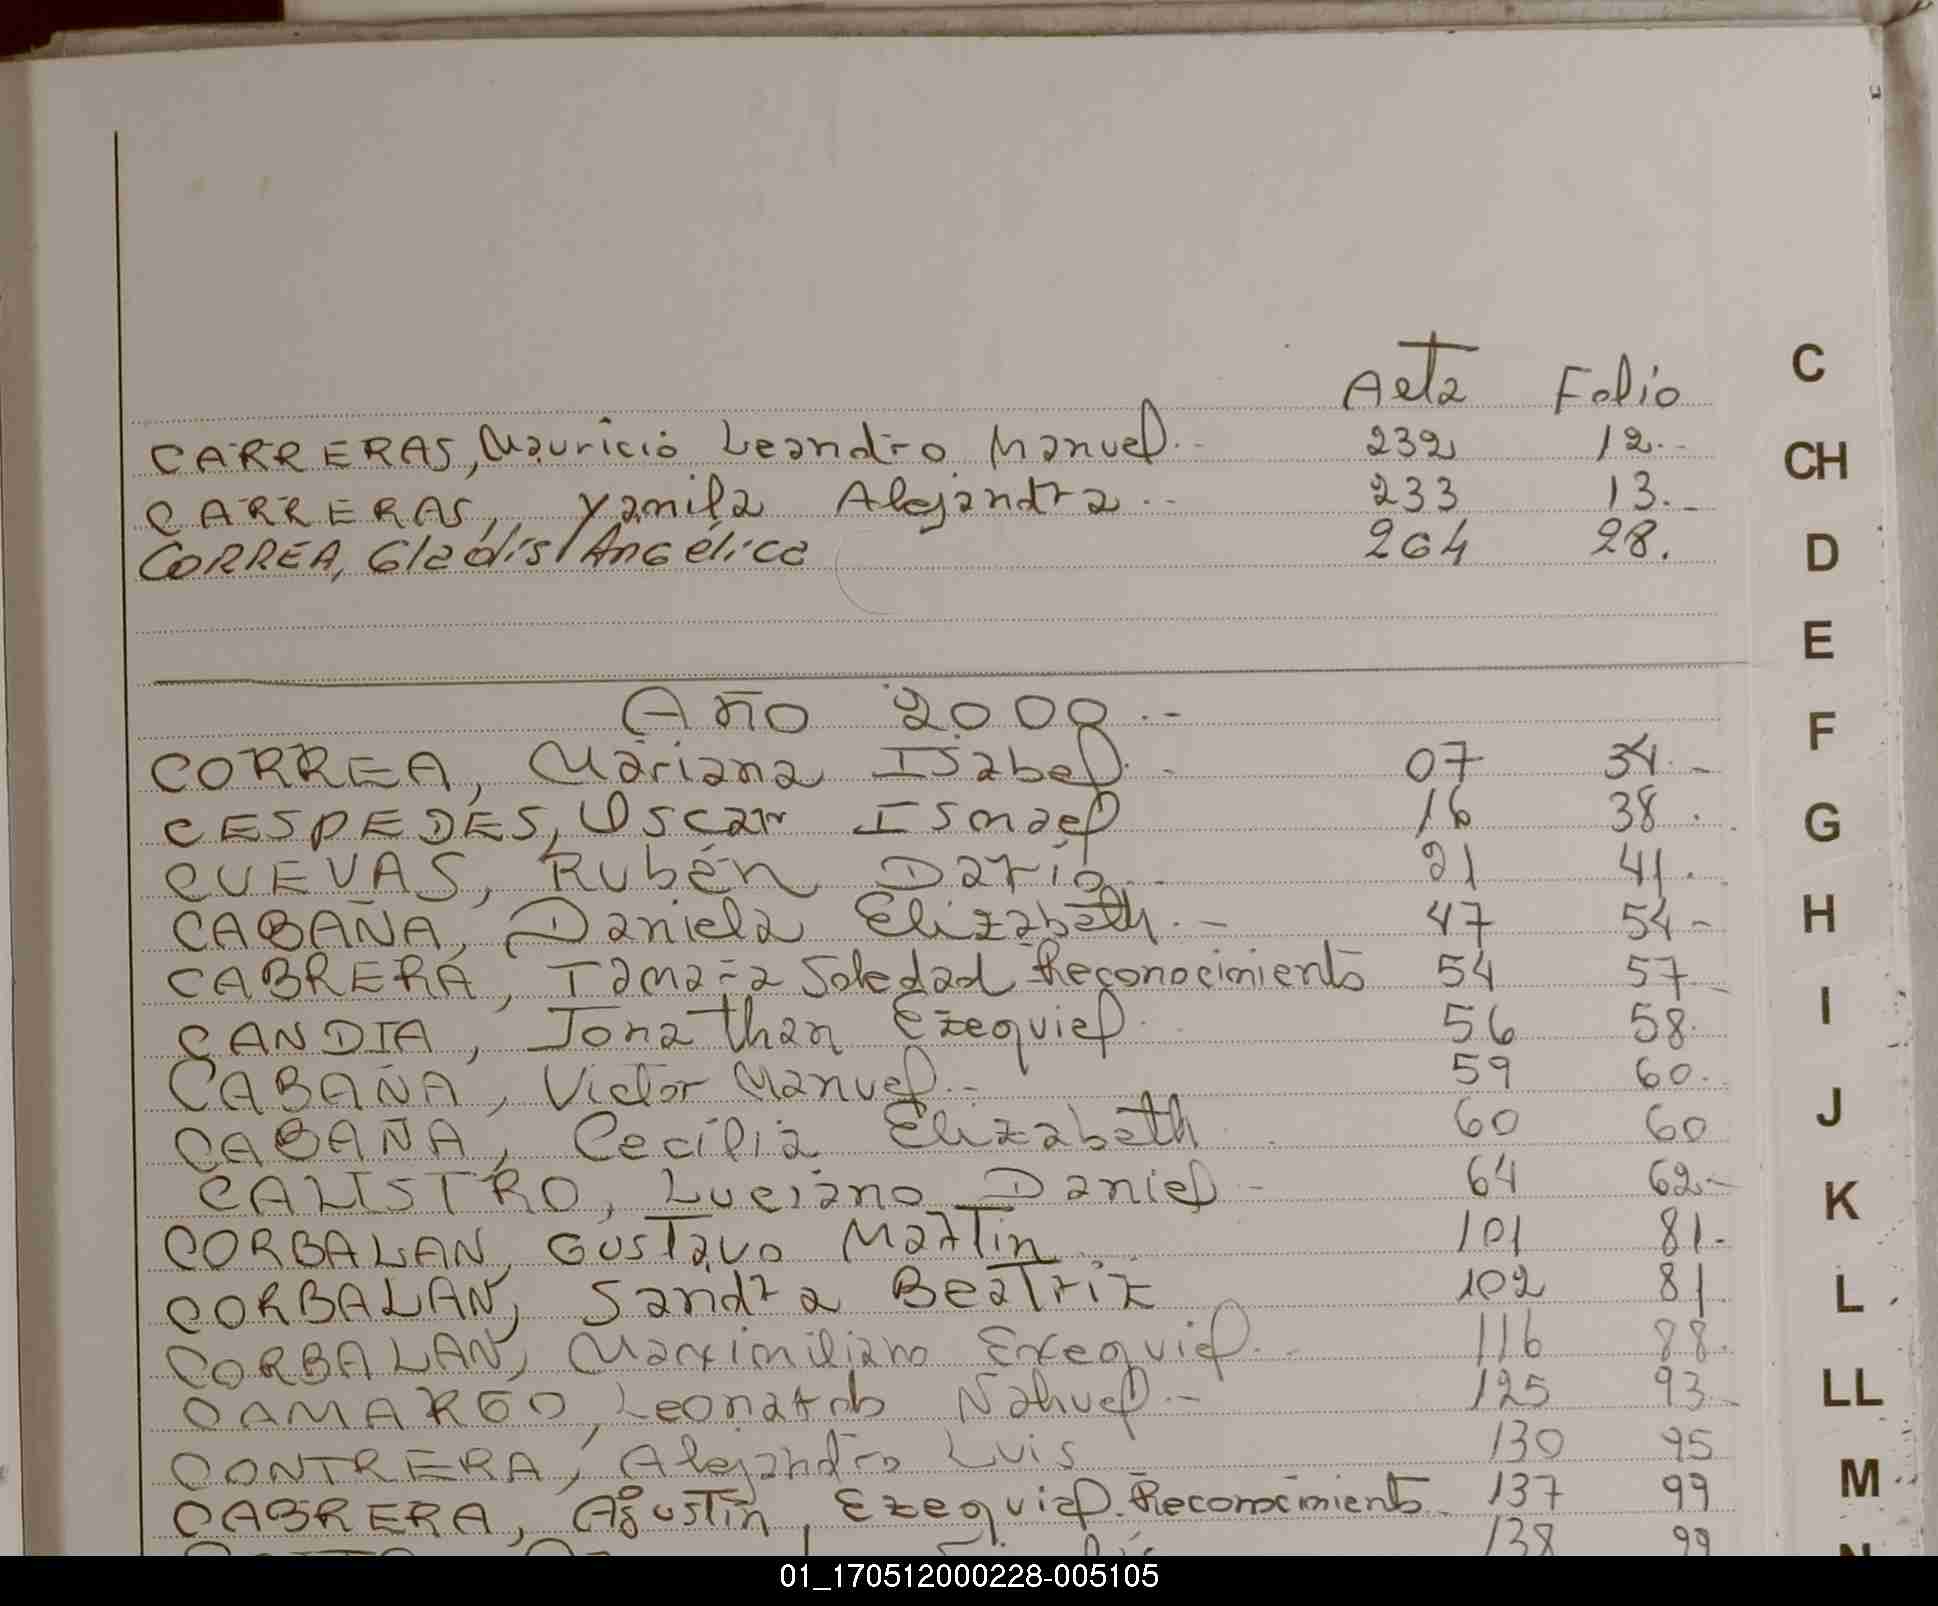 Acta Folio
CARRERAS, Mauricio Leandro Manuel.- 232 12.-
CARRERAS, Yamila Alejandra.- 233 13.-
CORREA, Gladis Angélica 264 28.
Año 2000.-
CORREA, Mariana Isabel.- 07 34.-
CESPEDES, Oscar Ismael 16 38.
CUEVAS, Rubén Darío.- 21 41.
CABAÑA, Daniela Elizabeth.- 47 54-
CABRERA, Tamara Soledad Reconocimiento 54 57-
CANDIA, Jonathan Ezequiel. 56 58.
CABAÑA, Victor Manuel.- 59 60.
CABAÑA, Cecilia Elizabeth 60 60
CALISTRO, Luciano Daniel- 64 62.-
CORBALAN, Gustavo Martin 101 81.
CORBALAN, Sandra Beatriz 102 81
CORBALAN, Maximiliano Exequiel.- 116 88.
CAMARGO, Leonardo Nahuel.- 125 93-
CONTRERA, Alejandro Luis 130 95
CABRERA, Agustín, Ezequiel. Reconocimiento 137 99
138 99
C
CH
D
E
F
G
H
I
J
K
L
LL
M
N
01_170512000228-005105